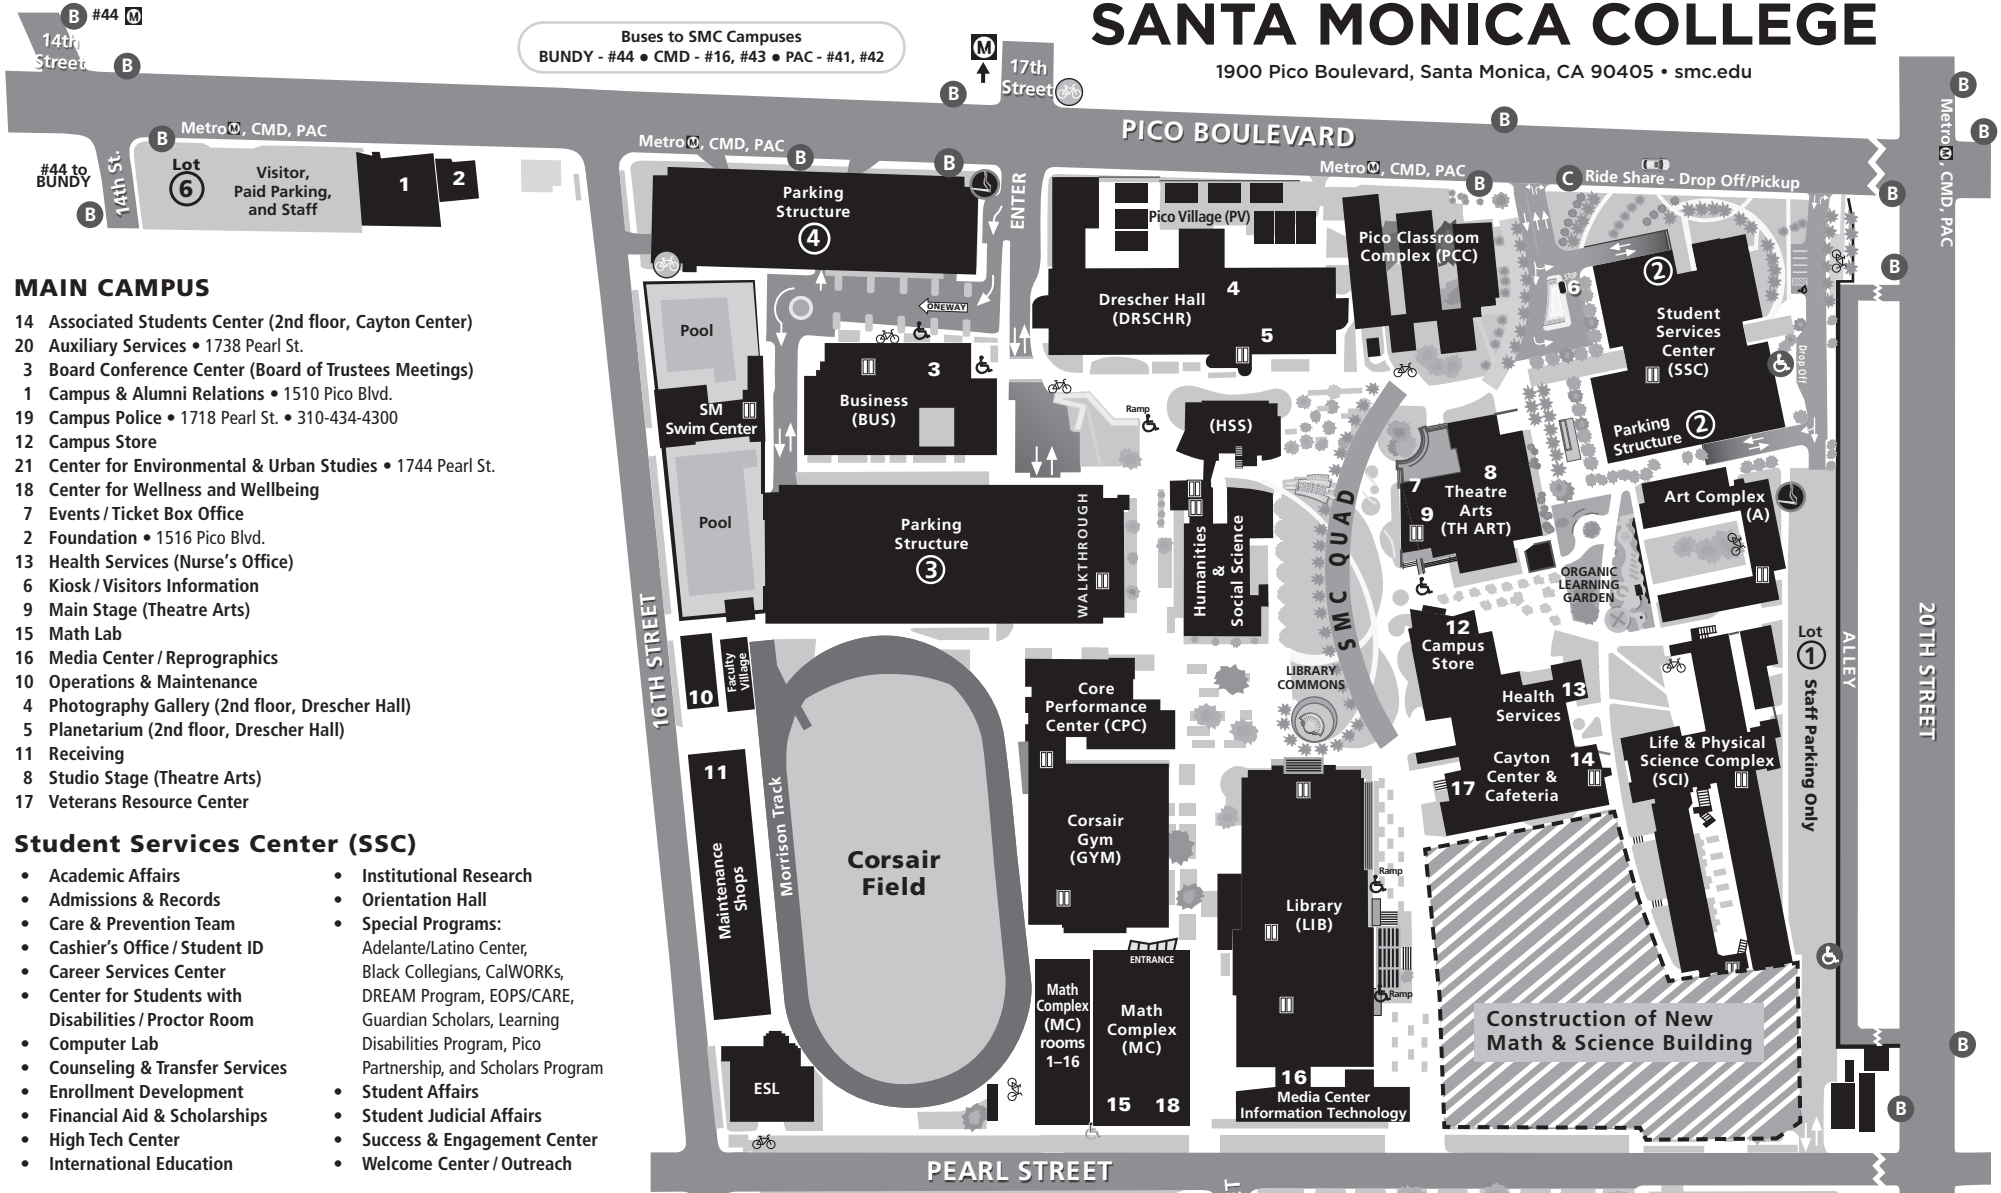 SANTA MONICA COLLEGE
1900 Pico Boulevard, Santa Monica, CA 90405 • smc.edu
Buses to SMC Campuses
BUNDY - #44 ● CMD - #16, #43 ● PAC - #41, #42
B #44 M
14th
Street
B
M
17th
Street
B
B
B
PICO BOULEVARD
B
Metro M, CMD, PAC
Metro M, CMD, PAC
B
B
Metro M, CMD, PAC
B
C Ride Share - Drop Off/Pickup
B
B
Metro M, CMD, PAC
#44 to
BUNDY
B
14th St.
Lot
6
Visitor,
Paid Parking,
and Staff
1
2
Parking
Structure
4
ENTER
ONEWAY
Pico Village (PV)
Drescher Hall
(DRSCHR)
4
5
Pico Classroom
Complex (PCC)
STOP
6
2
Student
Services
Center
(SSC)
Parking
Structure 2
Drop Off
B
MAIN CAMPUS
14 Associated Students Center (2nd floor, Cayton Center)
20 Auxiliary Services • 1738 Pearl St.
3 Board Conference Center (Board of Trustees Meetings)
1 Campus & Alumni Relations • 1510 Pico Blvd.
19 Campus Police • 1718 Pearl St. • 310-434-4300
12 Campus Store
21 Center for Environmental & Urban Studies • 1744 Pearl St.
18 Center for Wellness and Wellbeing
7 Events / Ticket Box Office
2 Foundation • 1516 Pico Blvd.
13 Health Services (Nurse's Office)
6 Kiosk / Visitors Information
9 Main Stage (Theatre Arts)
15 Math Lab
16 Media Center / Reprographics
10 Operations & Maintenance
4 Photography Gallery (2nd floor, Drescher Hall)
5 Planetarium (2nd floor, Drescher Hall)
11 Receiving
8 Studio Stage (Theatre Arts)
17 Veterans Resource Center
Student Services Center (SSC)
• Academic Affairs
• Admissions & Records
• Care & Prevention Team
• Cashier's Office / Student ID
• Career Services Center
• Center for Students with
Disabilities / Proctor Room
• Computer Lab
• Counseling & Transfer Services
• Enrollment Development
• Financial Aid & Scholarships
• High Tech Center
• International Education
• Institutional Research
• Orientation Hall
• Special Programs:
Adelante/Latino Center,
Black Collegians, CalWORKs,
DREAM Program, EOPS/CARE,
Guardian Scholars, Learning
Disabilities Program, Pico
Partnership, and Scholars Program
• Student Affairs
• Student Judicial Affairs
• Success & Engagement Center
• Welcome Center / Outreach
Pool
SM
Swim Center
Pool
3
Business
(BUS)
Ramp
(HSS)
Humanities
&
Social Science
SMC QUAD
7
8
9
Theatre
Arts
(TH ART)
Art Complex
(A)
ORGANIC
LEARNING
GARDEN
Parking
Structure
3
WALKTHROUGH
16TH STREET
10
Faculty
Village
11
Maintenance
Shops
Morrison Track
Corsair
Field
Core
Performance
Center (CPC)
Corsair
Gym
(GYM)
LIBRARY
COMMONS
12
Campus
Store
Health
Services
13
Cayton
Center &
Cafeteria
14
17
Life & Physical
Science Complex
(SCI)
Lot
1
Staff Parking Only
ALLEY
20TH STREET
Library
(LIB)
Ramp
Ramp
ENTRANCE
Math
Complex
(MC)
rooms
1–16
Math
Complex
(MC)
15
18
16
Media Center
Information Technology
Construction of New
Math & Science Building
ESL
B
B
PEARL STREET